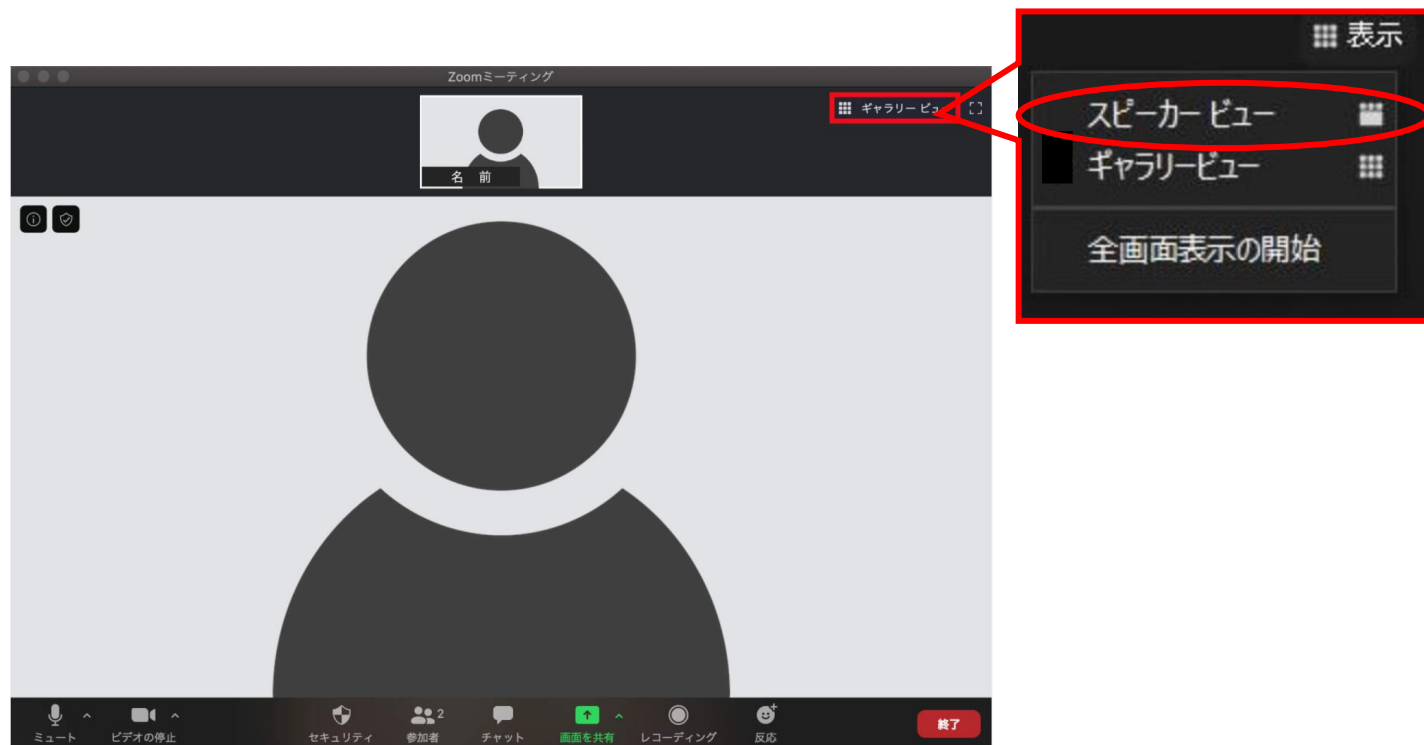 Zoomミーティング
ギャラリー ビュー
名 前
表示
スピーカー ビュー
ギャラリービュー
全画面表示の開始
ミュート
ビデオの停止
セキュリティ
参加者
2
チャット
画面を共有
レコーディング
反応
終了